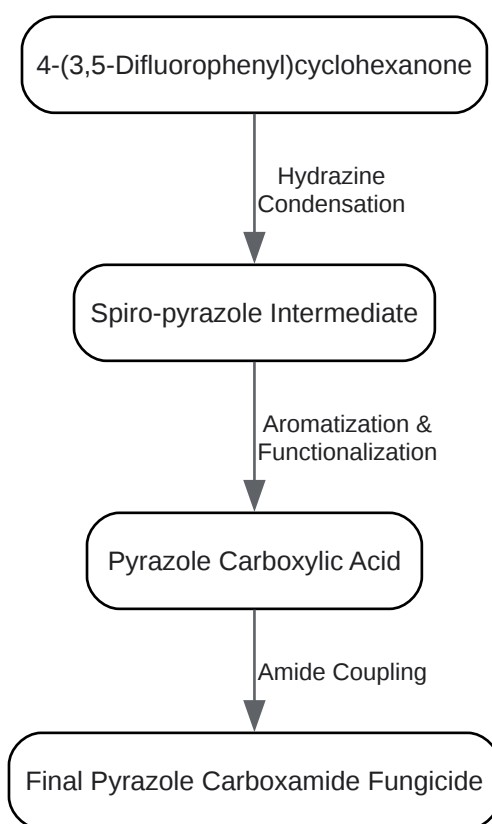 4-(3,5-Difluorophenyl)cyclohexanone
Hydrazine
Condensation
Spiro-pyrazole Intermediate
Aromatization &
Functionalization
Pyrazole Carboxylic Acid
Amide Coupling
Final Pyrazole Carboxamide Fungicide